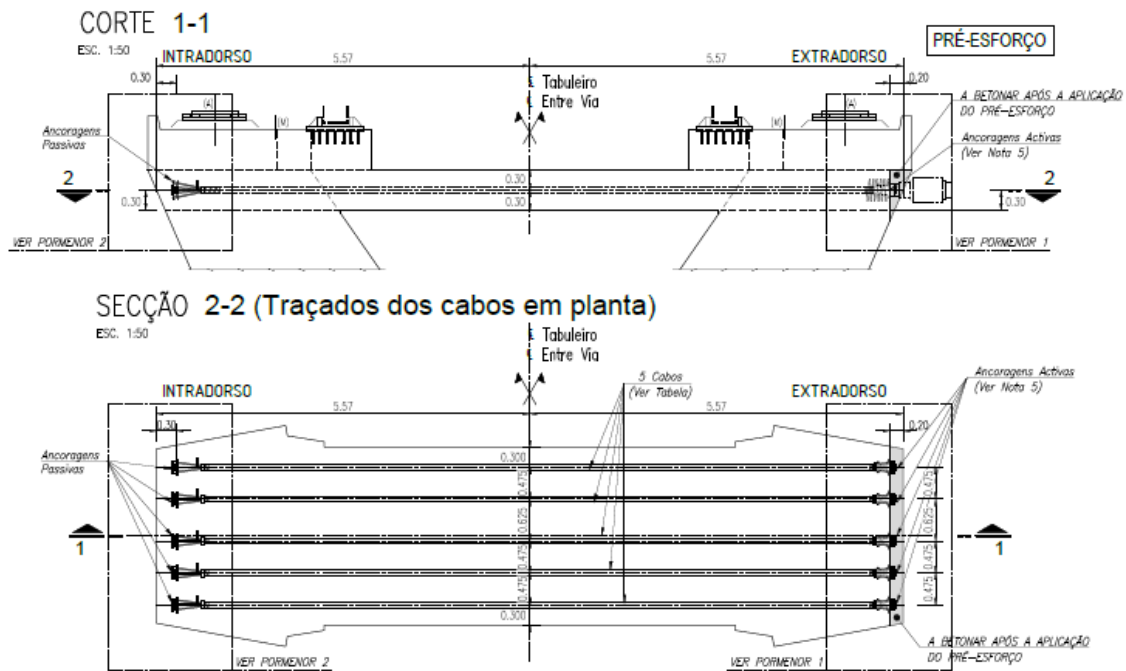 CORTE 1-1
ESC. 1:50
PRÉ-ESFORÇO
INTRADORSO
5.57
5.57
EXTRADORSO
0.30
0.20
Tabuleiro
Entre Via
A BETONAR APÓS A APLICAÇÃO
DO PRÉ-ESFORÇO
(A)
(M)
(M)
(A)
Ancoragens
Passivas
Ancoragens Activas
(Ver Nota 5)
2
0.30
0.30
2
0.30
0.30
VER PORMENOR 2
VER PORMENOR 1
SECÇÃO 2-2 (Traçados dos cabos em planta)
ESC. 1:50
Tabuleiro
Entre Via
INTRADORSO
5.57
5 Cabos
(Ver Tabela)
5.57
EXTRADORSO
Ancoragens Activas
(Ver Nota 5)
0.30
0.20
Ancoragens
Passivas
0.300
0.475
0.475
0.625
0.625
1
1
0.475
0.475
0.475
0.475
0.300
A BETONAR APÓS A APLICAÇÃO
DO PRÉ-ESFORÇO
VER PORMENOR 2
VER PORMENOR 1